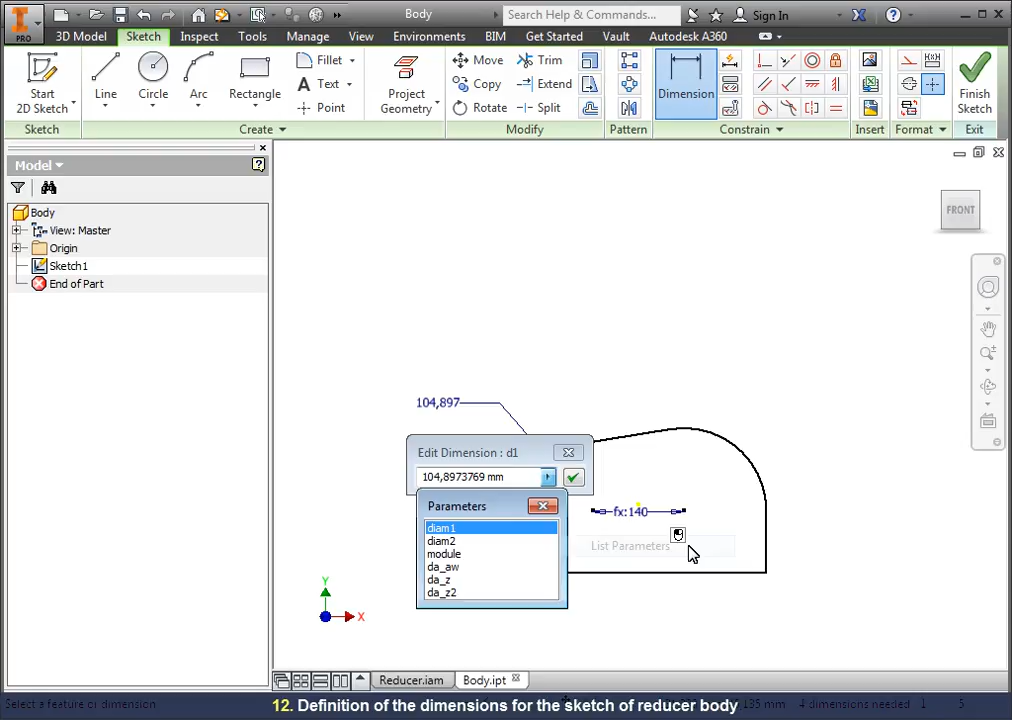 Body
Search Help & Commands...
Sign In
PRO
3D Model
Sketch
Inspect
Tools
Manage
View
Environments
BIM
Get Started
Vault
Autodesk A360
Start
2D Sketch
Line
Circle
Arc
Rectangle
Fillet
Text
Point
Project
Geometry
Move
Copy
Rotate
Trim
Extend
Split
Dimension
Finish
Sketch
Sketch
Create
Modify
Pattern
Constrain
Insert
Format
Exit
Model
Body
View: Master
Origin
Sketch1
End of Part
FRONT
104,897
Edit Dimension : d1
104,8973769 mm
Parameters
diam1
diam2
module
da_aw
da_z
da_z2
fx:140
List Parameters
Y
X
Reducer.iam
Body.ipt
Select a feature or dimension
12. Definition of the dimensions for the sketch of reducer body
135 mm
4 dimensions needed
1
5